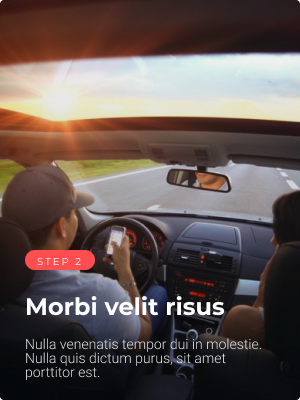 STEP 2
Morbi velit risus
Nulla venenatis tempor dui in molestie.
Nulla quis dictum purus, sit amet
porttitor est.